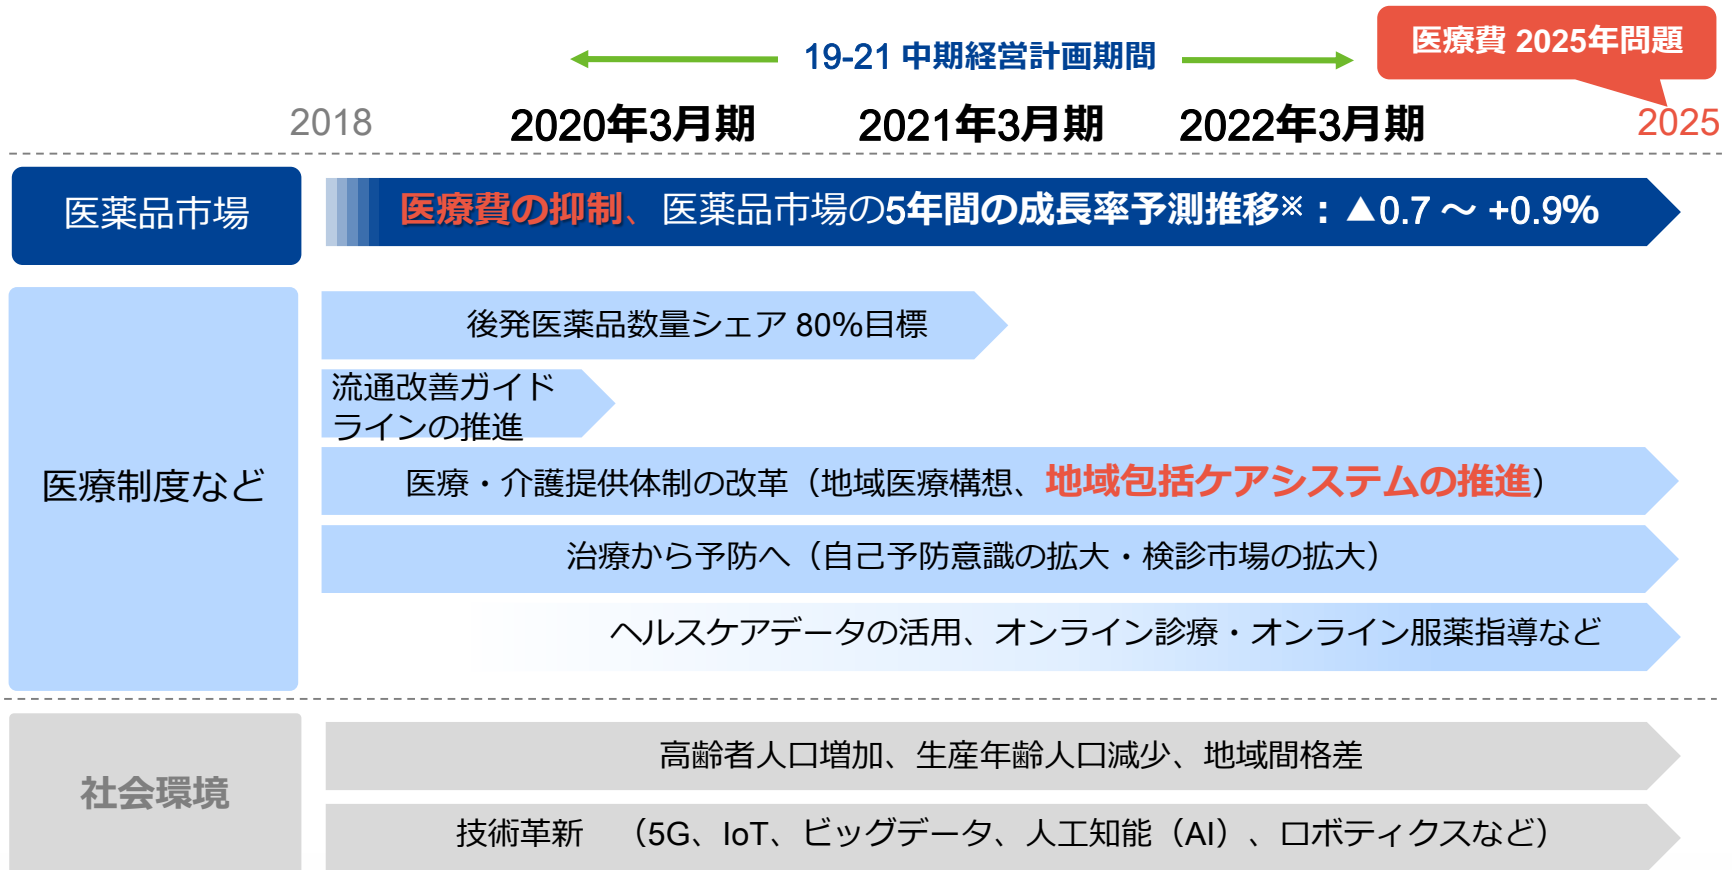 19-21 中期経営計画期間
医療費 2025年問題
2018
2020年3月期
2021年3月期
2022年3月期
2025
医薬品市場
医療費の抑制、医薬品市場の5年間の成長率予測推移※：▲0.7 ～ +0.9%
医療制度など
後発医薬品数量シェア 80%目標
流通改善ガイド
ラインの推進
医療・介護提供体制の改革（地域医療構想、地域包括ケアシステムの推進）
治療から予防へ（自己予防意識の拡大・検診市場の拡大）
ヘルスケアデータの活用、オンライン診療・オンライン服薬指導など
社会環境
高齢者人口増加、生産年齢人口減少、地域間格差
技術革新　（5G、IoT、ビッグデータ、人工知能（AI）、ロボティクスなど）